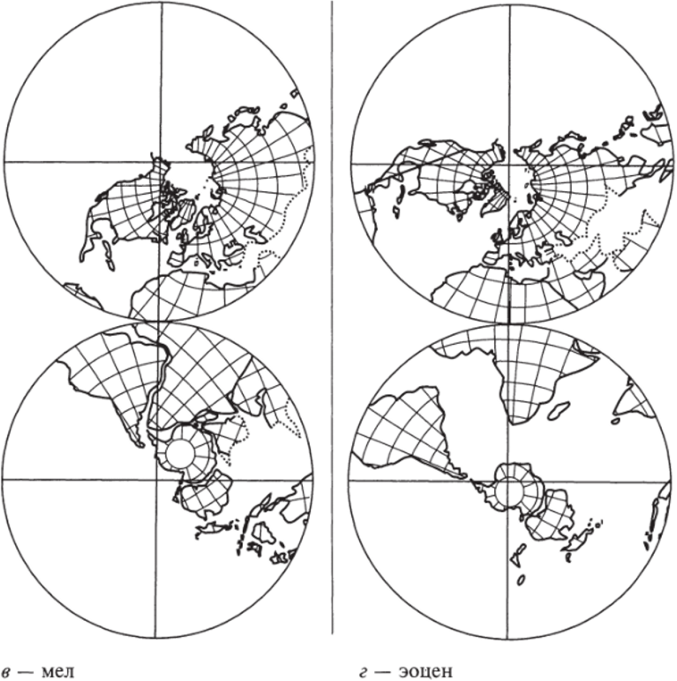 в — мел
г — эоцен